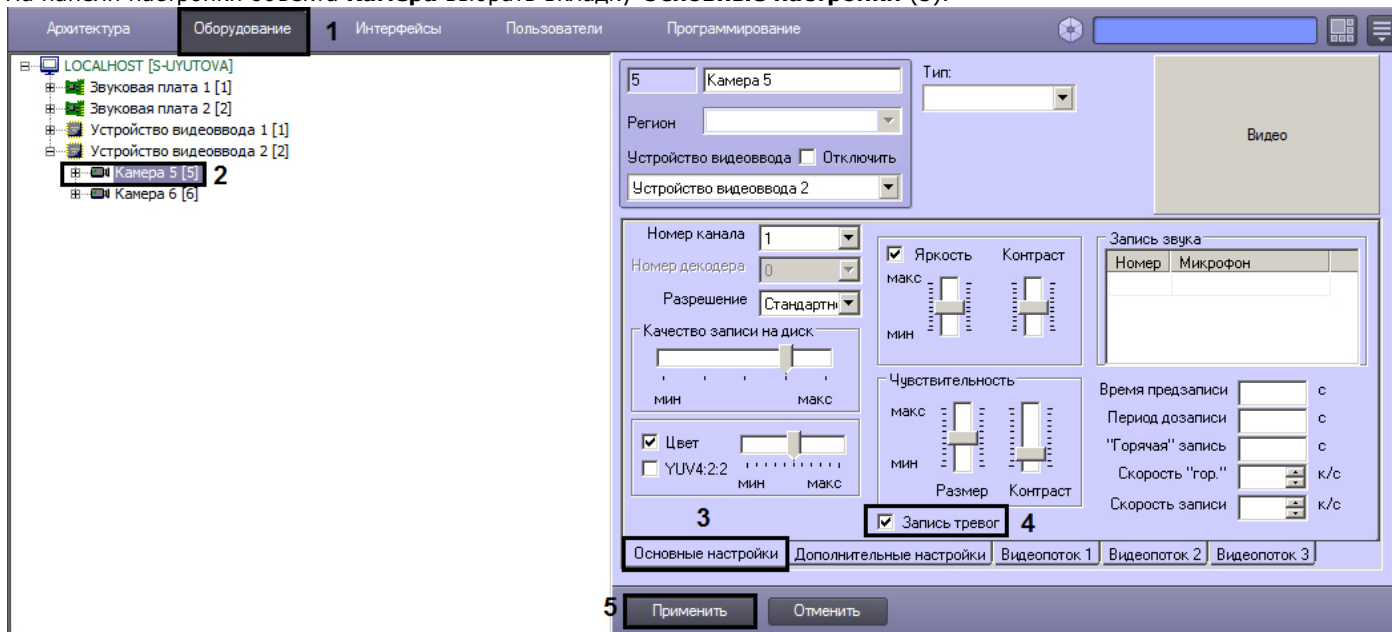 На панели настройки объекта Камера выбрать вкладку Основные настройки (3).
Архитектура Оборудование 1 Интерфейсы Пользователи Программирование
LOCALHOST [S-UYUTOVA]
Звуковая плата 1 [1]
Звуковая плата 2 [2]
Устройство видеоввода 1 [1]
Устройство видеоввода 2 [2]
Камера 5 [5] 2
Камера 6 [6]
5 Камера 5
Тип:
Регион
Устройство видеоввода Отключить
Устройство видеоввода 2
Видео
Номер канала 1
Номер декодера 0
Разрешение Стандартн
Качество записи на диск
мин макс
Цвет
YUV4:2:2
мин макс
3
Яркость Контраст
макс
мин
Чувствительность
макс
мин
Размер Контраст
Запись тревог 4
Запись звука
Номер Микрофон
Время предзаписи с
Период дозаписи с
"Горячая" запись с
Скорость "гор." к/с
Скорость записи к/с
Основные настройки Дополнительные настройки Видеопоток 1 Видеопоток 2 Видеопоток 3
5 Применить Отменить